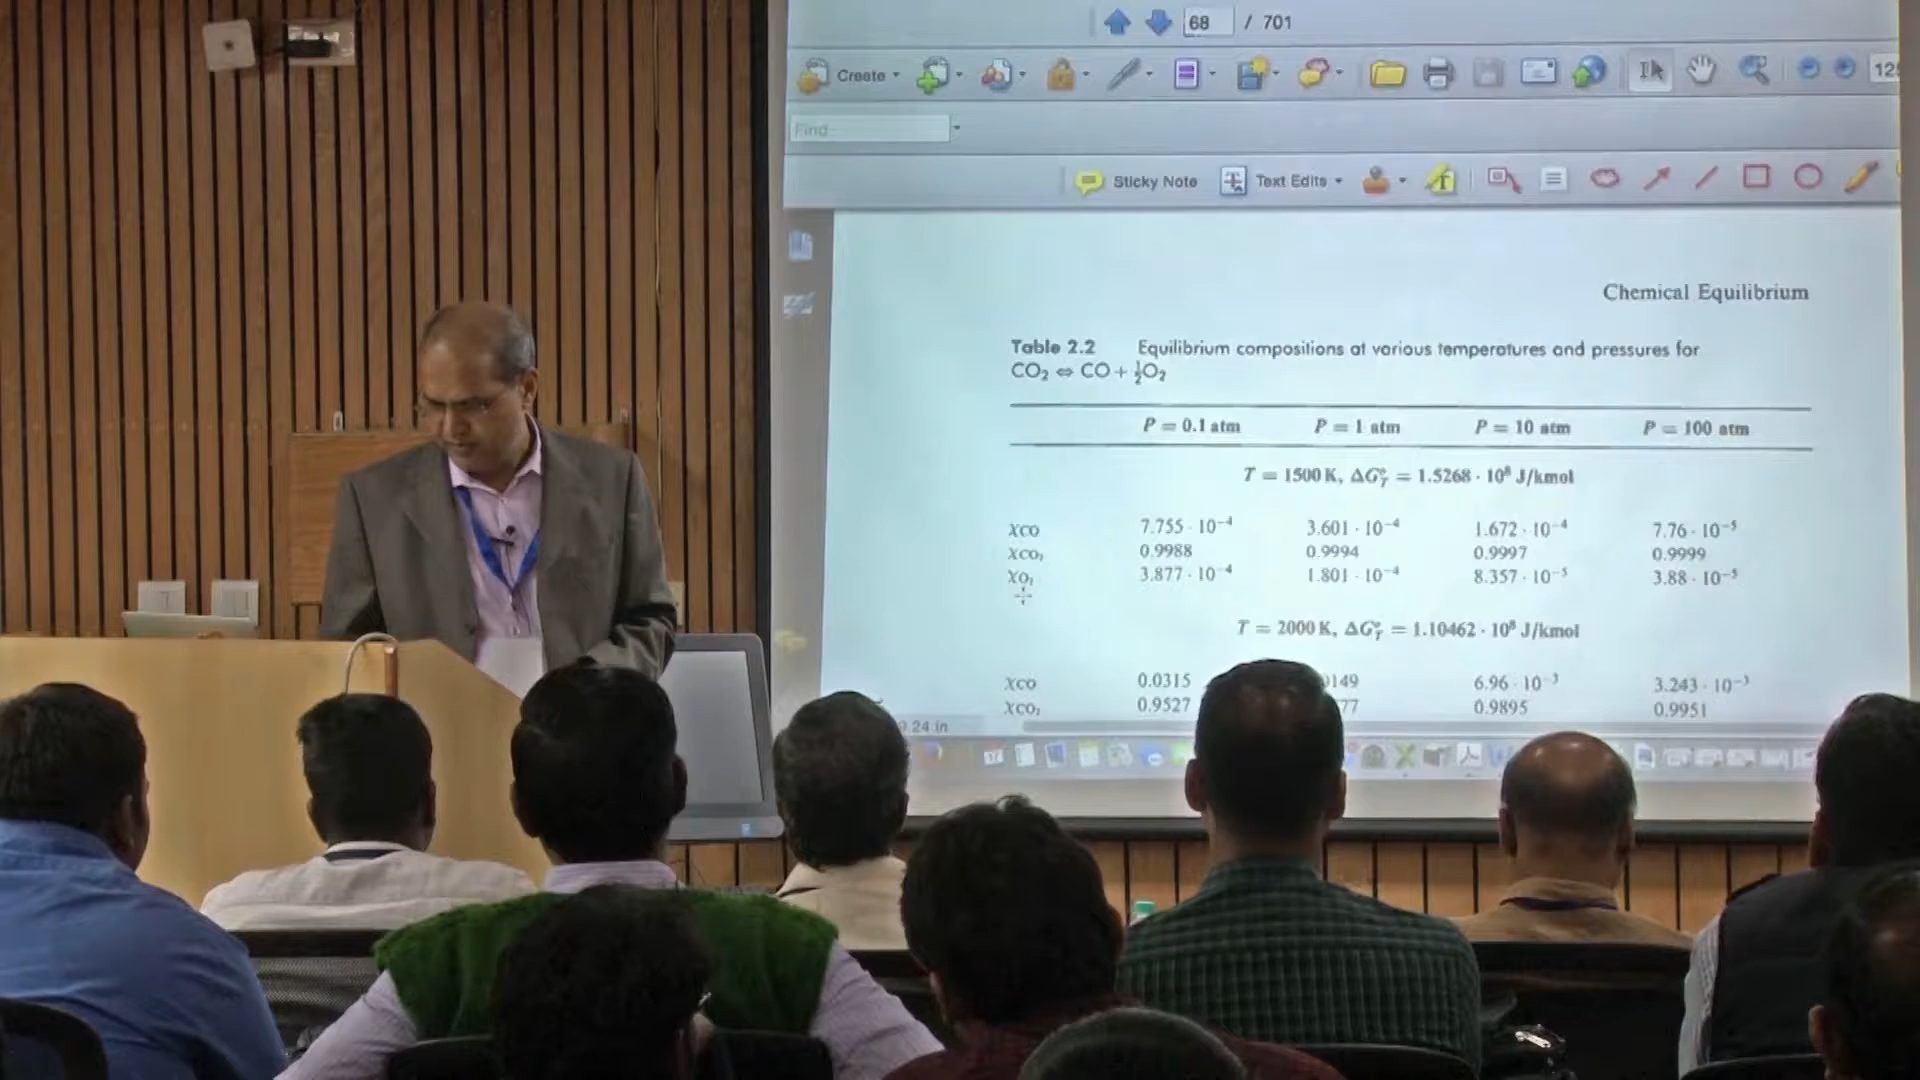 68 / 701
Create
125
Find
Sticky Note Text Edits
Chemical Equilibrium
Table 2.2 Equilibrium compositions at various temperatures and pressures for
CO₂ ⇔ CO + ½O₂
P = 0.1 atm P = 1 atm P = 10 atm P = 100 atm
T = 1500 K, ΔG°T = 1.5268 · 10⁸ J/kmol
χCO 7.755 · 10⁻⁴ 3.601 · 10⁻⁴ 1.672 · 10⁻⁴ 7.76 · 10⁻⁵
χCO₂ 0.9988 0.9994 0.9997 0.9999
χO₂ 3.877 · 10⁻⁴ 1.801 · 10⁻⁴ 8.357 · 10⁻⁵ 3.88 · 10⁻⁵
T = 2000 K, ΔG°T = 1.10462 · 10⁸ J/kmol
χCO 0.0315 0149 6.96 · 10⁻³ 3.243 · 10⁻³
χCO₂ 0.9527 77 0.9895 0.9951
24 in